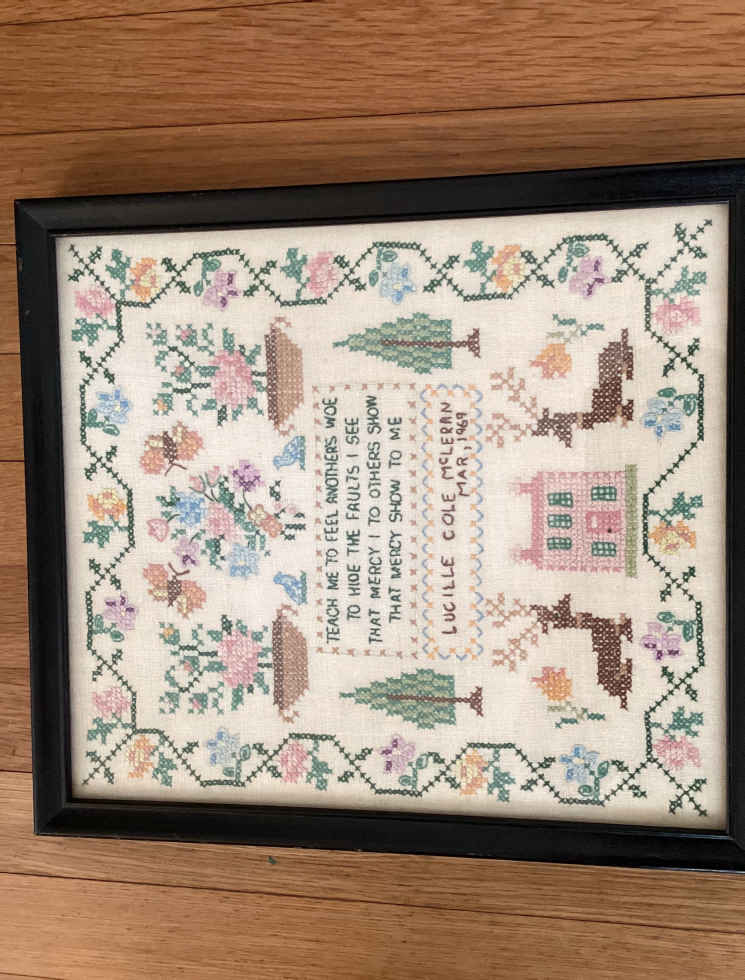 TEACH ME TO FEEL ANOTHERS WOE
TO HIDE THE FAULTS I SEE
THAT MERCY I TO OTHERS SHOW
THAT MERCY SHOW TO ME
LUCILLE COLE MCLERAN
MAR, 1969